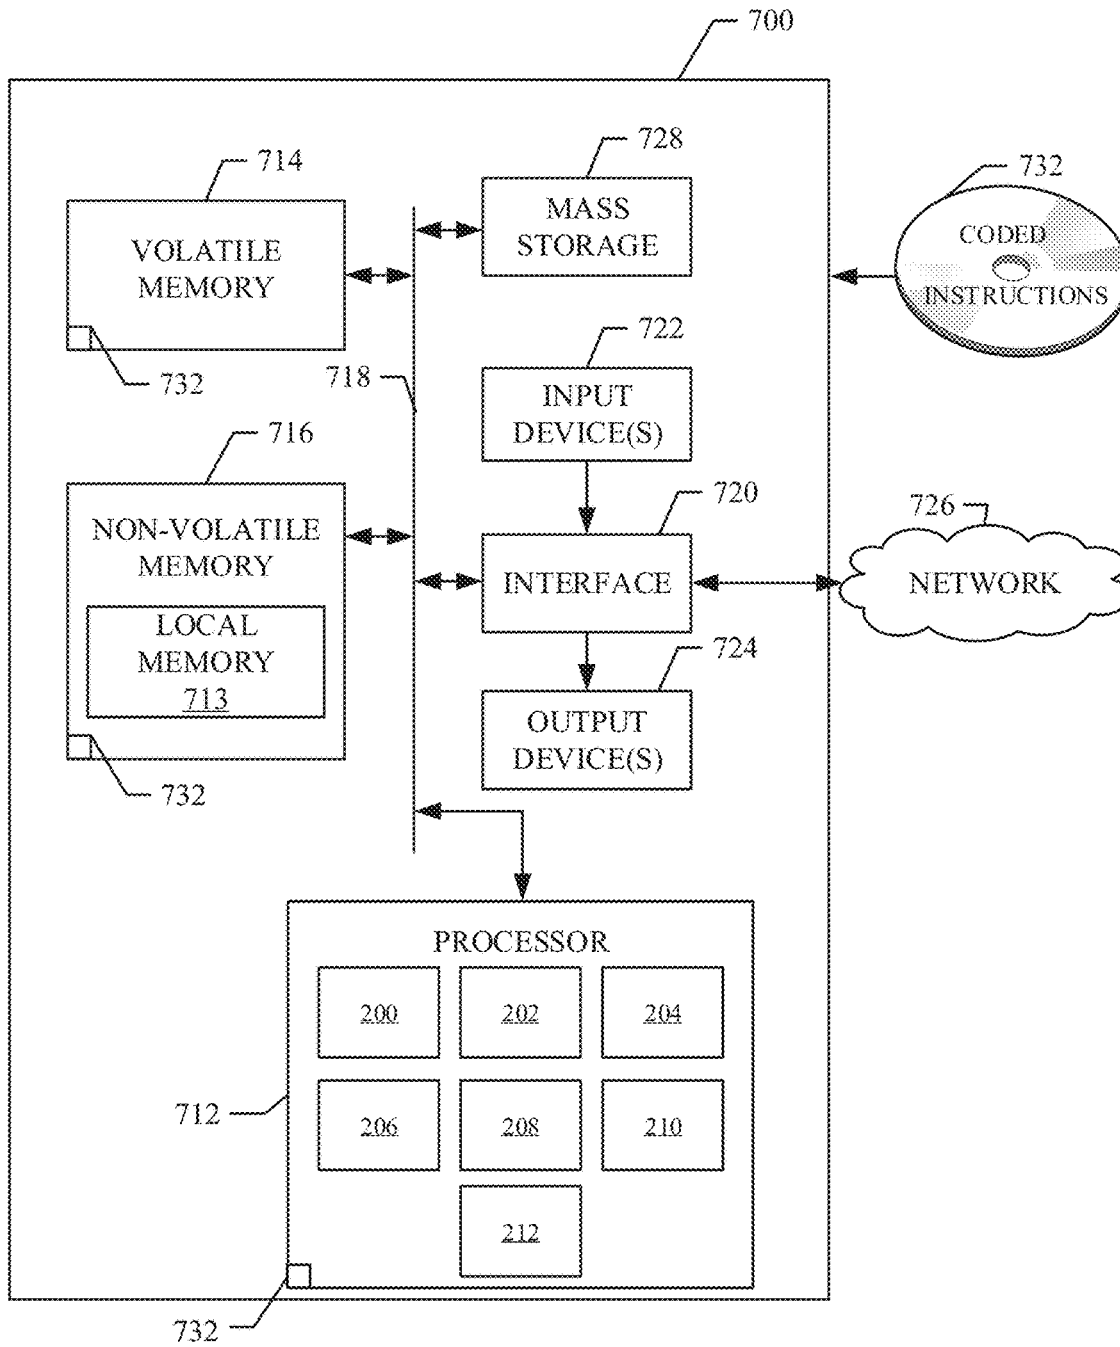 700
714
VOLATILE
MEMORY
732
728
MASS
STORAGE
732
CODED
INSTRUCTIONS
718
722
INPUT
DEVICE(S)
716
NON-VOLATILE
MEMORY
LOCAL
MEMORY
713
732
720
INTERFACE
726
NETWORK
724
OUTPUT
DEVICE(S)
PROCESSOR
200
202
204
712
206
208
210
212
732